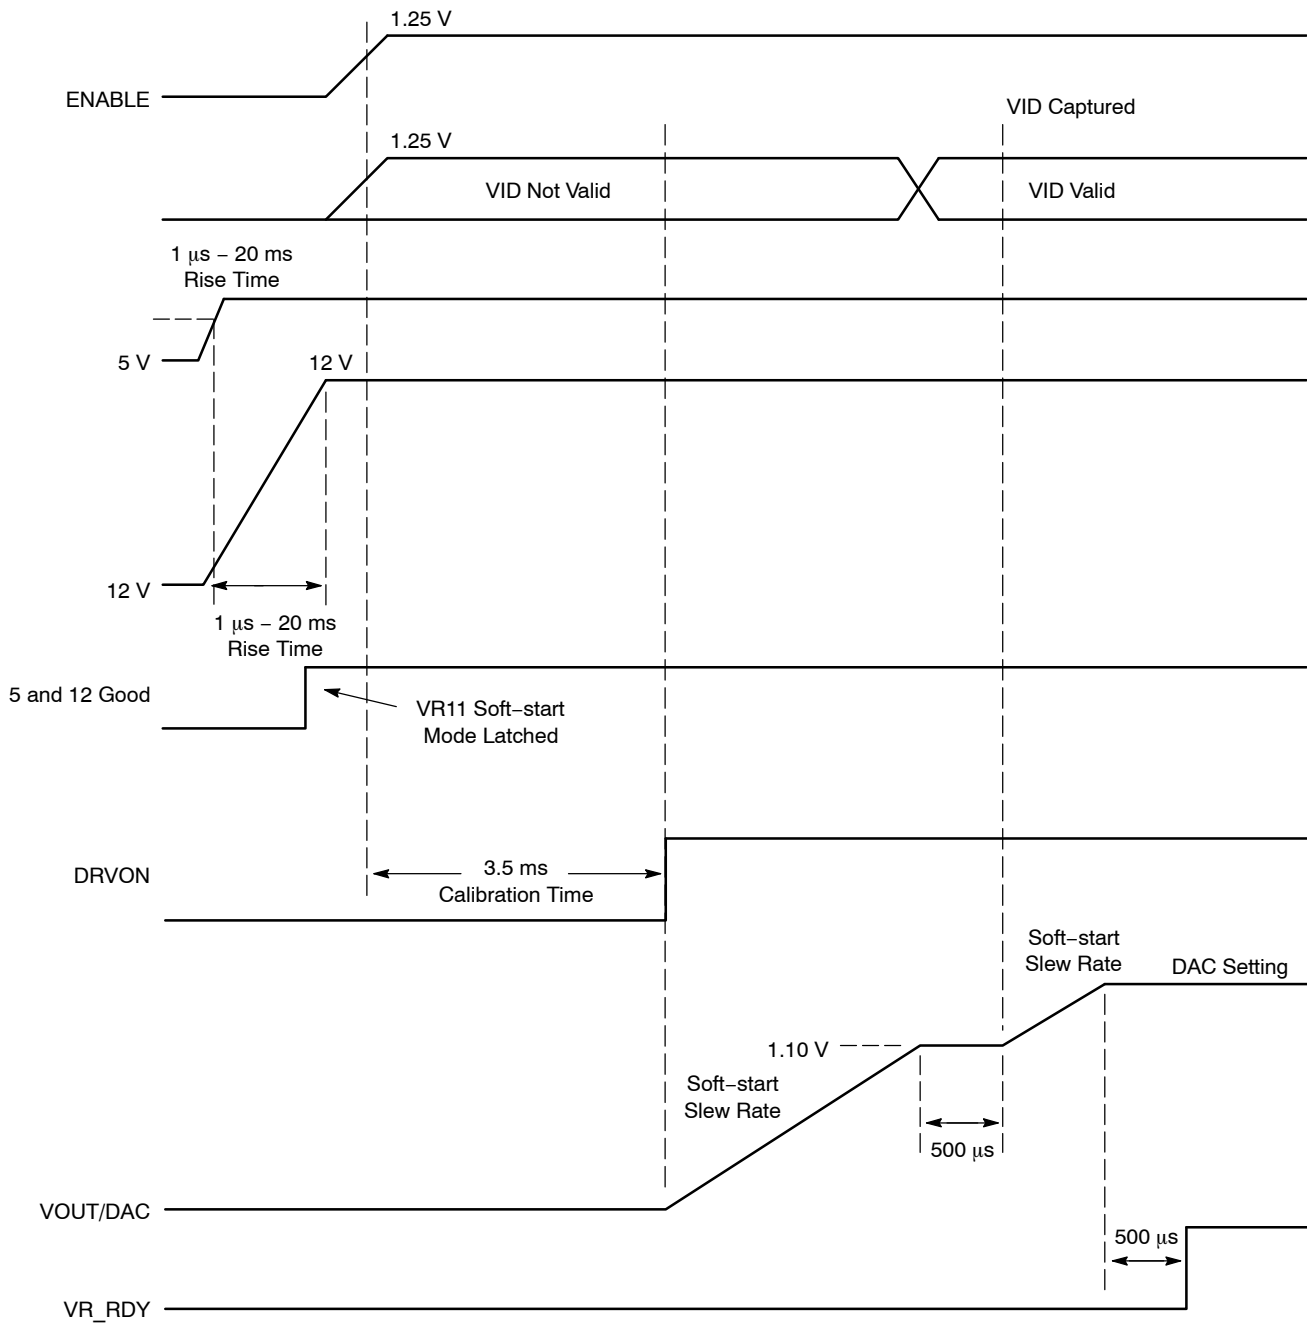 1.25 V
ENABLE
VID Captured
1.25 V
VID Not Valid
VID Valid
1 μs – 20 ms
Rise Time
5 V
12 V
12 V
1 μs – 20 ms
Rise Time
5 and 12 Good
VR11 Soft–start
Mode Latched
DRVON
3.5 ms
Calibration Time
Soft–start
Slew Rate
DAC Setting
1.10 V
Soft–start
Slew Rate
500 μs
VOUT/DAC
500 μs
VR_RDY